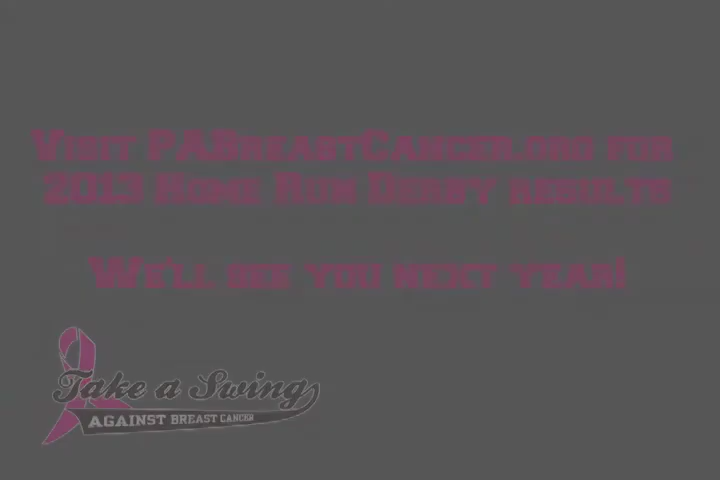 Visit PABreastCancer.org for
2013 Home Run Derby results
We'll see you next year!
Take a Swing
AGAINST BREAST CANCER